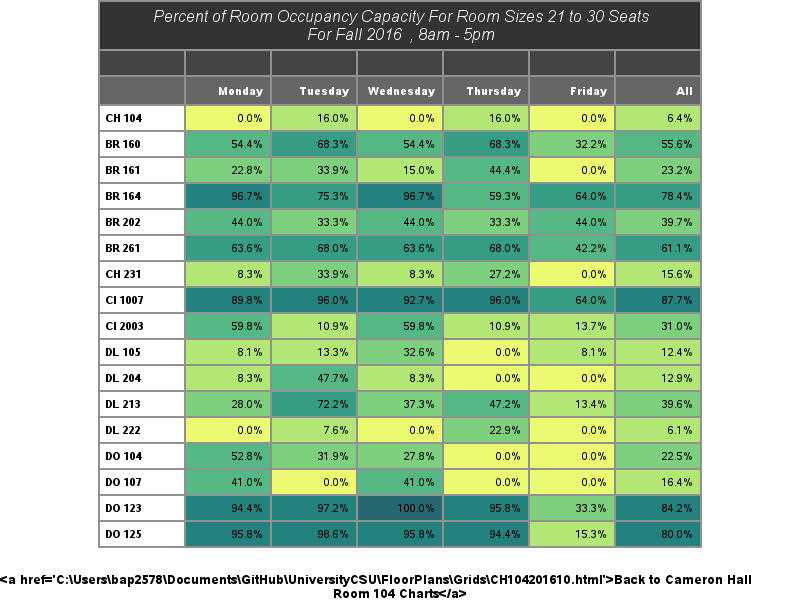 Percent of Room Occupancy Capacity For Room Sizes 21 to 30 Seats
For Fall 2016 , 8am - 5pm
Monday Tuesday Wednesday Thursday Friday All
CH 104 0.0% 16.0% 0.0% 16.0% 0.0% 6.4%
BR 160 54.4% 68.3% 54.4% 68.3% 32.2% 55.6%
BR 161 22.8% 33.9% 15.0% 44.4% 0.0% 23.2%
BR 164 96.7% 75.3% 96.7% 59.3% 64.0% 78.4%
BR 202 44.0% 33.3% 44.0% 33.3% 44.0% 39.7%
BR 261 63.6% 68.0% 63.6% 68.0% 42.2% 61.1%
CH 231 8.3% 33.9% 8.3% 27.2% 0.0% 15.6%
CI 1007 89.8% 96.0% 92.7% 96.0% 64.0% 87.7%
CI 2003 59.8% 10.9% 59.8% 10.9% 13.7% 31.0%
DL 105 8.1% 13.3% 32.6% 0.0% 8.1% 12.4%
DL 204 8.3% 47.7% 8.3% 0.0% 0.0% 12.9%
DL 213 28.0% 72.2% 37.3% 47.2% 13.4% 39.6%
DL 222 0.0% 7.6% 0.0% 22.9% 0.0% 6.1%
DO 104 52.8% 31.9% 27.8% 0.0% 0.0% 22.5%
DO 107 41.0% 0.0% 41.0% 0.0% 0.0% 16.4%
DO 123 94.4% 97.2% 100.0% 95.8% 33.3% 84.2%
DO 125 95.8% 98.6% 95.8% 94.4% 15.3% 80.0%
<a href='C:\Users\bap2578\Documents\GitHub\UniversityCSU\FloorPlans\Grids\CH104201610.html'>Back to Cameron Hall
Room 104 Charts</a>